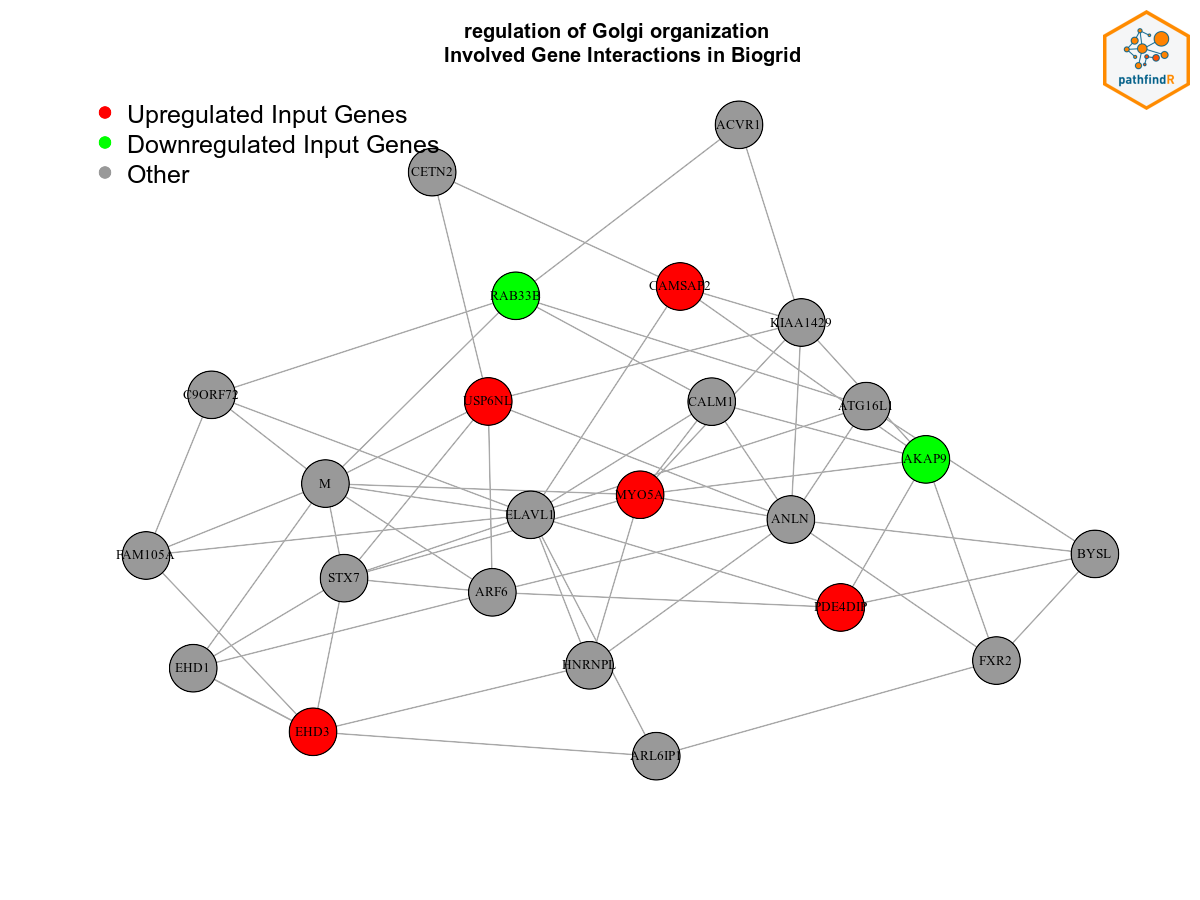 regulation of Golgi organization
Involved Gene Interactions in Biogrid
pathfindR
Upregulated Input Genes
Downregulated Input Genes
Other
ACVR1
CETN2
CAMSAP2
RAB33B
KIAA1429
C9ORF72
USP6NL
CALM1
ATG16L1
AKAP9
M
MYO5A
ELAVL1
ANLN
FAM105A
BYSL
STX7
ARF6
PDE4DIP
EHD1
HNRNPL
FXR2
EHD3
ARL6IP1